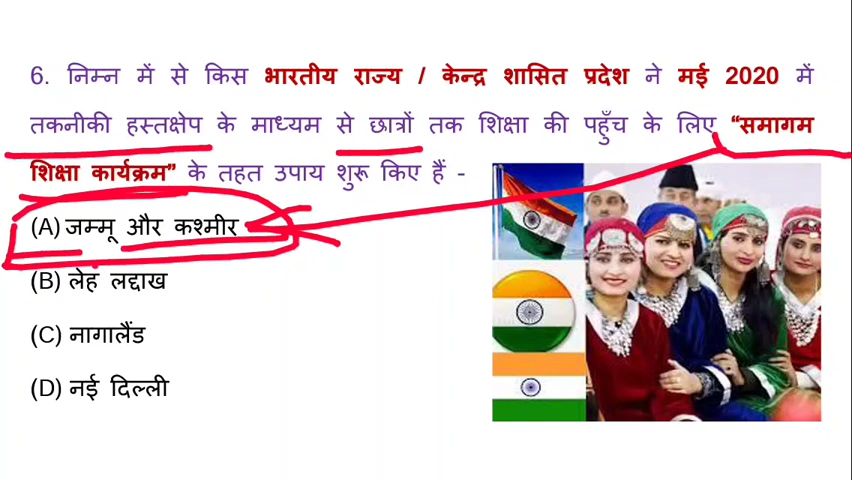 6. निम्न में से किस भारतीय राज्य / केन्द्र शासित प्रदेश ने मई 2020 में
तकनीकी हस्तक्षेप के माध्यम से छात्रों तक शिक्षा की पहुँच के लिए “समागम
शिक्षा कार्यक्रम” के तहत उपाय शुरू किए हैं -
(A) जम्मू और कश्मीर
(B) लेह लद्दाख
(C) नागालैंड
(D) नई दिल्ली